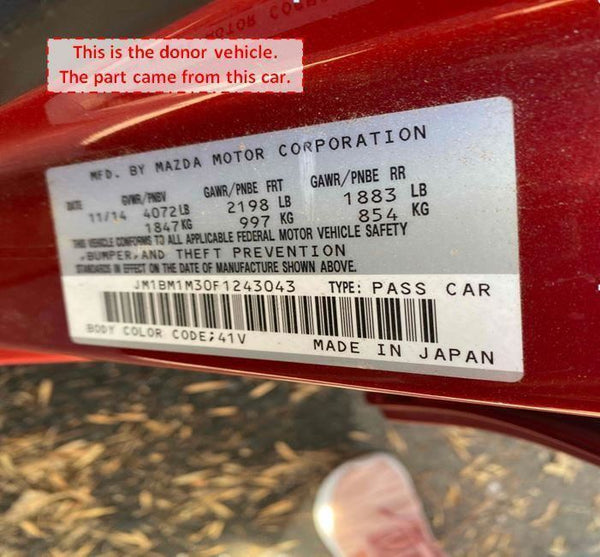 This is the donor vehicle.
The part came from this car.
MFD. BY MAZDA MOTOR CORPORATION
DATE GVWR/PNBV GAWR/PNBE FRT GAWR/PNBE RR
11/14 4072LB 2198 LB 1883 LB
1847KG 997 KG 854 KG
THIS VEHICLE CONFORMS TO ALL APPLICABLE FEDERAL MOTOR VEHICLE SAFETY
,BUMPER,AND THEFT PREVENTION
STANDARDS IN EFFECT ON THE DATE OF MANUFACTURE SHOWN ABOVE.
JM1BM1M30F1243043 TYPE: PASS CAR
BODY COLOR CODE;41V MADE IN JAPAN